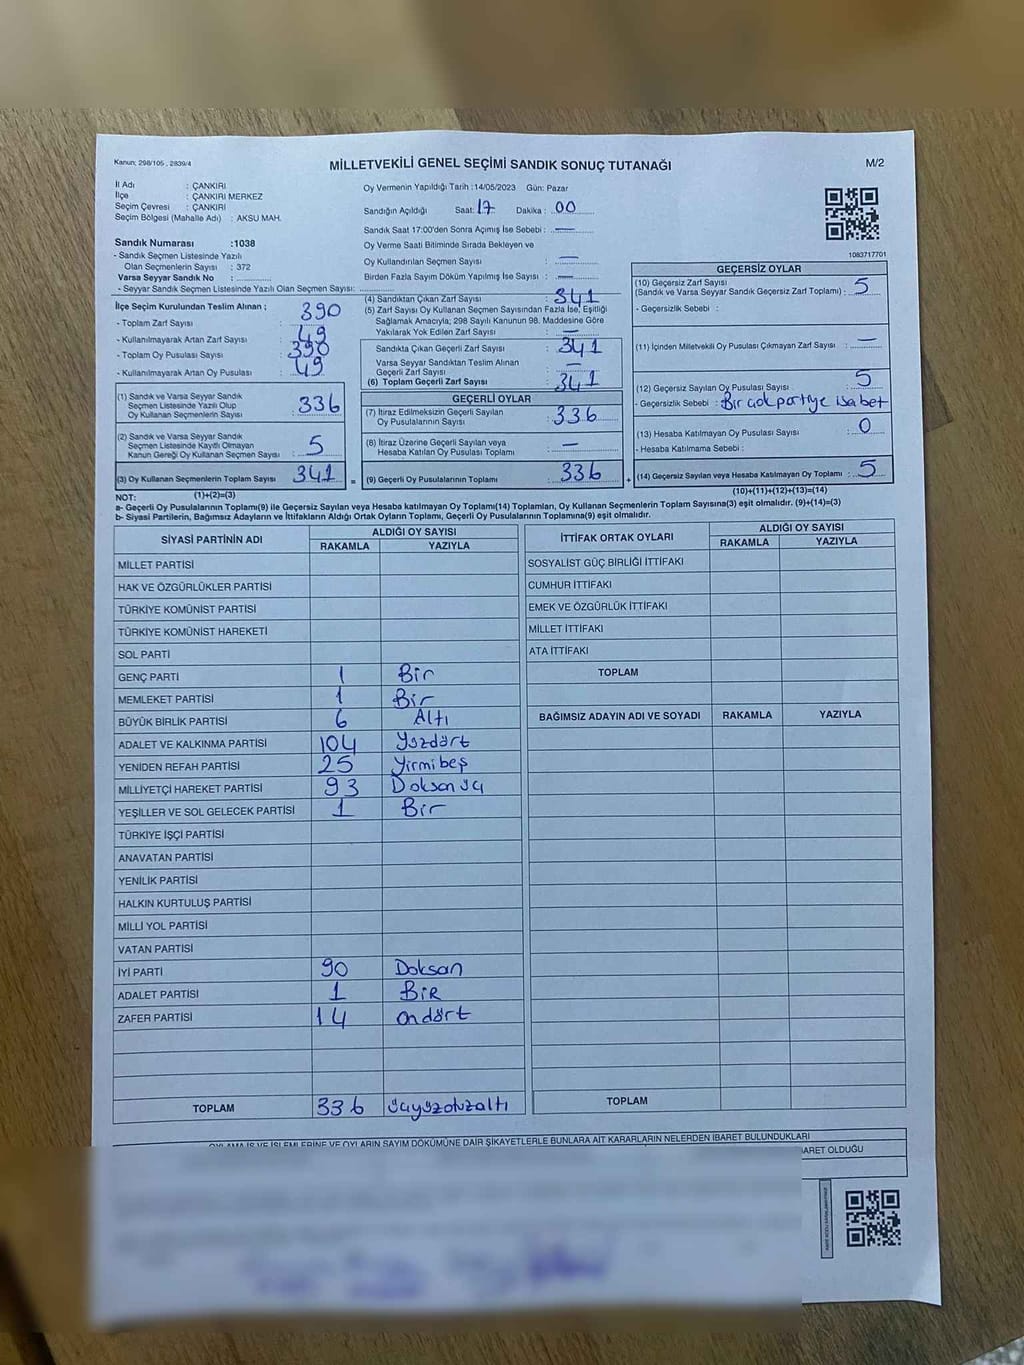 Kanun; 298/105 , 2839/4
MİLLETVEKİLİ GENEL SEÇİMİ SANDIK SONUÇ TUTANAĞI
M/2
İl Adı : ÇANKIRI
İlçe : ÇANKIRI MERKEZ
Seçim Çevresi : ÇANKIRI
Seçim Bölgesi (Mahalle Adı) : AKSU MAH.
Sandık Numarası :1038
- Sandık Seçmen Listesinde Yazılı
Olan Seçmenlerin Sayısı : 372
Varsa Seyyar Sandık No :
- Seyyar Sandık Seçmen Listesinde Yazılı Olan Seçmen Sayısı:
Oy Vermenin Yapıldığı Tarih :14/05/2023 Gün: Pazar
Sandığın Açıldığı Saat: 17 Dakika : 00
Sandık Saat 17:00'den Sonra Açımış İse Sebebi : —
Oy Verme Saati Bitiminde Sırada Bekleyen ve
Oy Kullandırılan Seçmen Sayısı : —
Birden Fazla Sayım Döküm Yapılmış İse Sayısı : —
1083717701
İlçe Seçim Kurulundan Teslim Alınan ;
- Toplam Zarf Sayısı : 390
- Kullanılmayarak Artan Zarf Sayısı : 49
- Toplam Oy Pusulası Sayısı : 390
- Kullanılmayarak Artan Oy Pusulası : 49
(1) Sandık ve Varsa Seyyar Sandık
Seçmen Listesinde Yazılı Olup
Oy Kullanan Seçmenlerin Sayısı : 336
(2) Sandık ve Varsa Seyyar Sandık
Seçmen Listesinde Kayıtlı Olmayan
Kanun Gereği Oy Kullanan Seçmen Sayısı : 5
(3) Oy Kullanan Seçmenlerin Toplam Sayısı : 341
(4) Sandıktan Çıkan Zarf Sayısı : 341
(5) Zarf Sayısı Oy Kullanan Seçmen Sayısından Fazla İse, Eşitliği
Sağlamak Amacıyla, 298 Sayılı Kanunun 98. Maddesine Göre
Yakılarak Yok Edilen Zarf Sayısı : —
Sandıkta Çıkan Geçerli Zarf Sayısı : 341
Varsa Seyyar Sandıktan Teslim Alınan
Geçerli Zarf Sayısı : —
(6) Toplam Geçerli Zarf Sayısı : 341
GEÇERLİ OYLAR
(7) İtiraz Edilmeksizin Geçerli Sayılan
Oy Pusulalarının Sayısı : 336
(8) İtiraz Üzerine Geçerli Sayılan veya
Hesaba Katılan Oy Pusulası Toplamı : —
= (9) Geçerli Oy Pusulalarının Toplamı : 336 +
GEÇERSİZ OYLAR
(10) Geçersiz Zarf Sayısı
(Sandık ve Varsa Seyyar Sandık Geçersiz Zarf Toplamı) : 5
- Geçersizlik Sebebi :
(11) İçinden Milletvekili Oy Pusulası Çıkmayan Zarf Sayısı : —
(12) Geçersiz Sayılan Oy Pusulası Sayısı : 5
- Geçersizlik Sebebi : Bir çok partiye isabet
(13) Hesaba Katılmayan Oy Pusulası Sayısı : 0
- Hesaba Katılmama Sebebi :
(14) Geçersiz Sayılan veya Hesaba Katılmayan Oy Toplamı : 5
NOT: (1)+(2)=(3) (10)+(11)+(12)+(13)=(14)
a- Geçerli Oy Pusulalarının Toplamı(9) ile Geçersiz Sayılan veya Hesaba katılmayan Oy Toplamı(14) Toplamları, Oy Kullanan Seçmenlerin Toplam Sayısına(3) eşit olmalıdır. (9)+(14)=(3)
b- Siyasi Partilerin, Bağımsız Adayların ve İttifakların Aldığı Ortak Oyların Toplamı, Geçerli Oy Pusulalarının Toplamına(9) eşit olmalıdır.
SİYASİ PARTİNİN ADI ALDIĞI OY SAYISI
RAKAMLA YAZIYLA
MİLLET PARTİSİ
HAK VE ÖZGÜRLÜKLER PARTİSİ
TÜRKİYE KOMÜNİST PARTİSİ
TÜRKİYE KOMÜNİST HAREKETİ
SOL PARTİ
GENÇ PARTİ 1 Bir
MEMLEKET PARTİSİ 1 Bir
BÜYÜK BİRLİK PARTİSİ 6 Altı
ADALET VE KALKINMA PARTİSİ 104 Yüzdört
YENİDEN REFAH PARTİSİ 25 Yirmibeş
MİLLİYETÇİ HAREKET PARTİSİ 93 Doksanüç
YEŞİLLER VE SOL GELECEK PARTİSİ 1 Bir
TÜRKİYE İŞÇİ PARTİSİ
ANAVATAN PARTİSİ
YENİLİK PARTİSİ
HALKIN KURTULUŞ PARTİSİ
MİLLİ YOL PARTİSİ
VATAN PARTİSİ
İYİ PARTİ 90 Doksan
ADALET PARTİSİ 1 BİR
ZAFER PARTİSİ 14 ondört
TOPLAM 336 üçyüzotuzaltı
İTTİFAK ORTAK OYLARI ALDIĞI OY SAYISI
RAKAMLA YAZIYLA
SOSYALİST GÜÇ BİRLİĞİ İTTİFAKI
CUMHUR İTTİFAKI
EMEK VE ÖZGÜRLÜK İTTİFAKI
MİLLET İTTİFAKI
ATA İTTİFAKI
TOPLAM
BAĞIMSIZ ADAYIN ADI VE SOYADI RAKAMLA YAZIYLA
TOPLAM
OYLAMA İŞ VE İŞLEMLERİNE VE OYLARIN SAYIM DÖKÜMÜNE DAİR ŞİKAYETLERLE BUNLARA AİT KARARLARIN NELERDEN İBARET BULUNDUKLARI
İBARET OLDUĞU